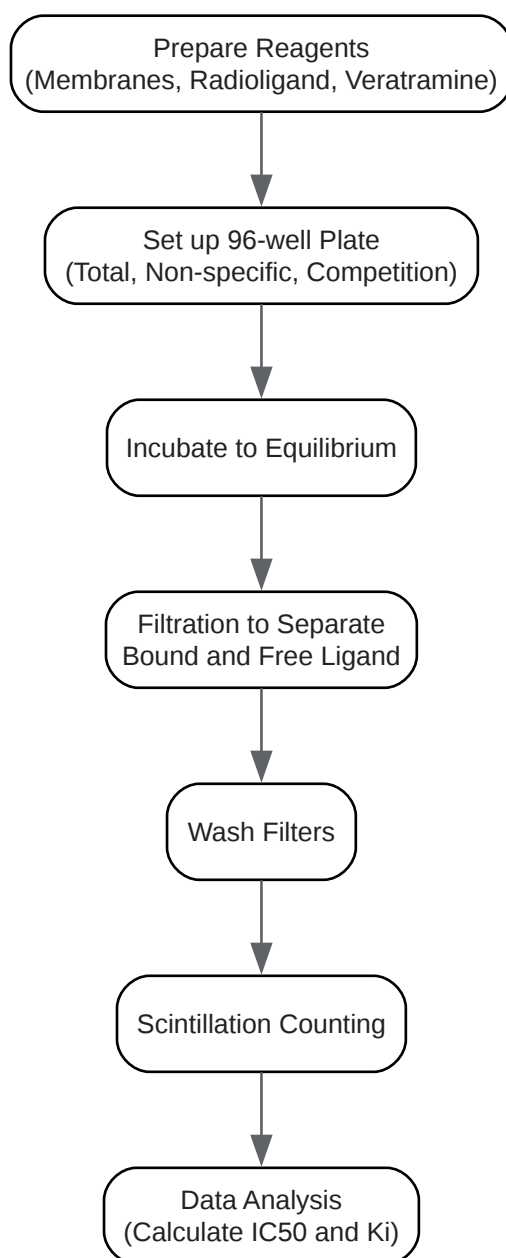 Prepare Reagents
(Membranes, Radioligand, Veratramine)
Set up 96-well Plate
(Total, Non-specific, Competition)
Incubate to Equilibrium
Filtration to Separate
Bound and Free Ligand
Wash Filters
Scintillation Counting
Data Analysis
(Calculate IC50 and Ki)